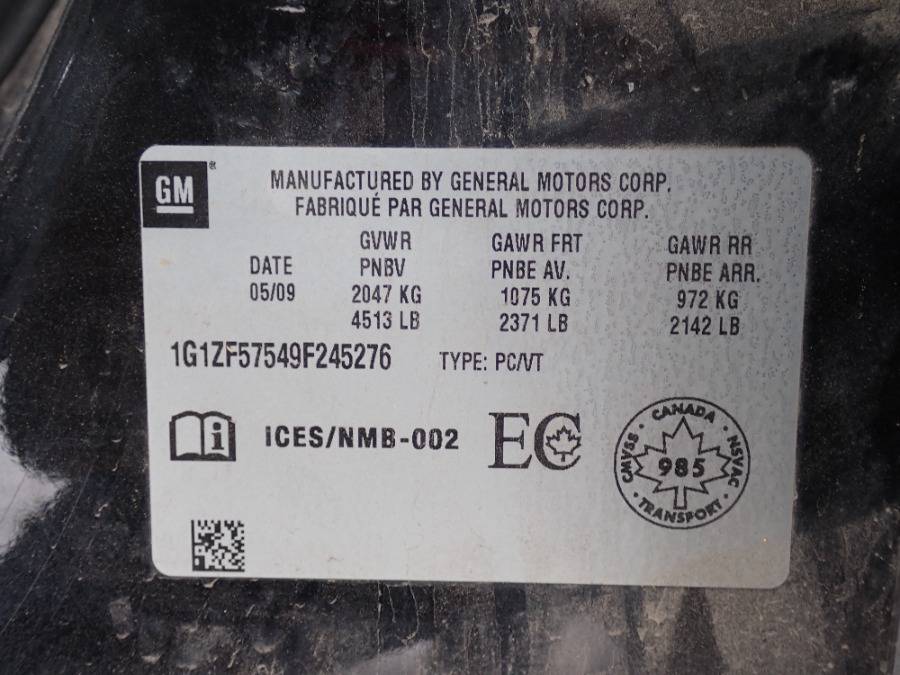 GM ®
MANUFACTURED BY GENERAL MOTORS CORP.
FABRIQUÉ PAR GENERAL MOTORS CORP.
GVWR GAWR FRT GAWR RR
DATE PNBV PNBE AV. PNBE ARR.
05/09 2047 KG 1075 KG 972 KG
4513 LB 2371 LB 2142 LB
1G1ZF57549F245276 TYPE: PC/VT
i iCES/NMB-002 EC
CANADA
CMVSS 985 NSVAC
TRANSPORT